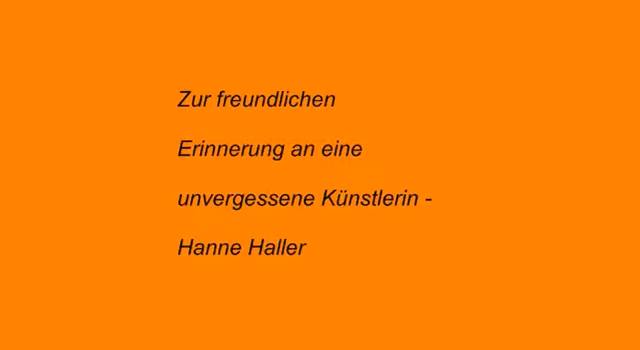 Zur freundlichen
Erinnerung an eine
unvergessene Künstlerin -
Hanne Haller